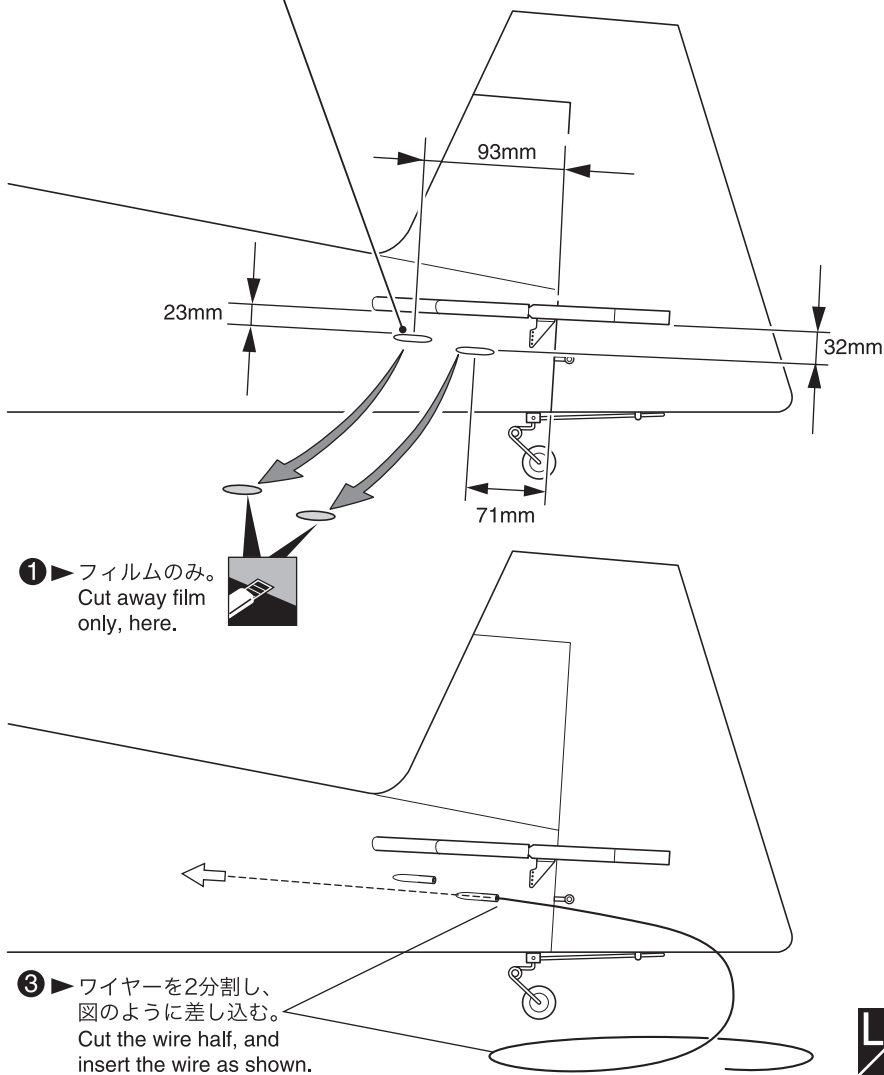 93mm
23mm
32mm
71mm
❶ ▶ フィルムのみ。
Cut away film
only, here.
❸ ▶ ワイヤーを2分割し、
図のように差し込む。
Cut the wire half, and
insert the wire as shown.
L